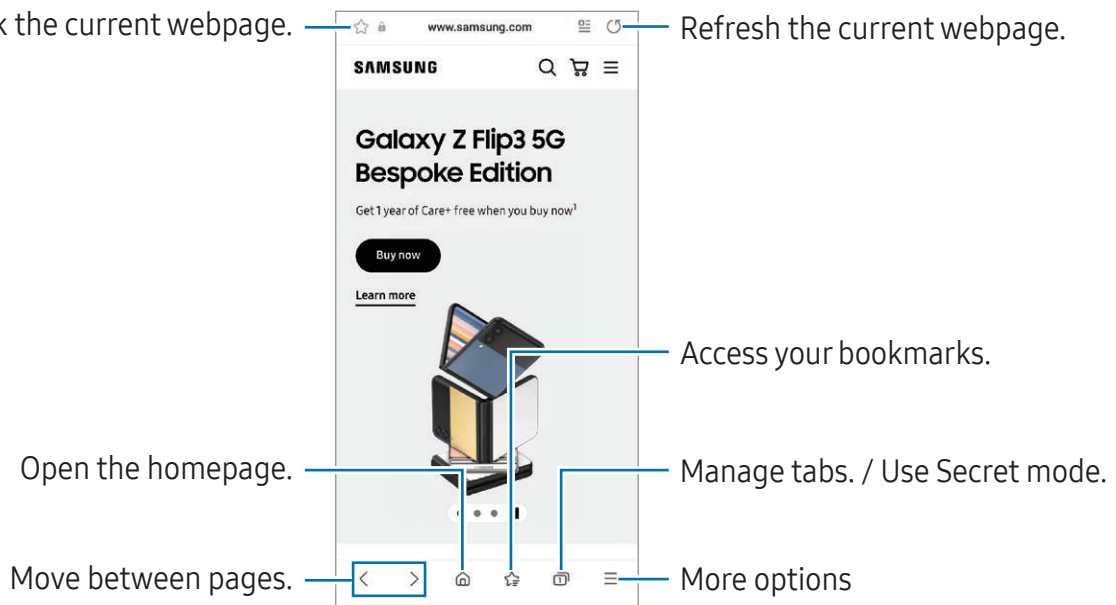 the current webpage.
www.samsung.com
Refresh the current webpage.
SAMSUNG
Galaxy Z Flip3 5G
Bespoke Edition
Get 1 year of Care+ free when you buy now1
Buy now
Learn more
Access your bookmarks.
Open the homepage.
Manage tabs. / Use Secret mode.
Move between pages.
1
More options